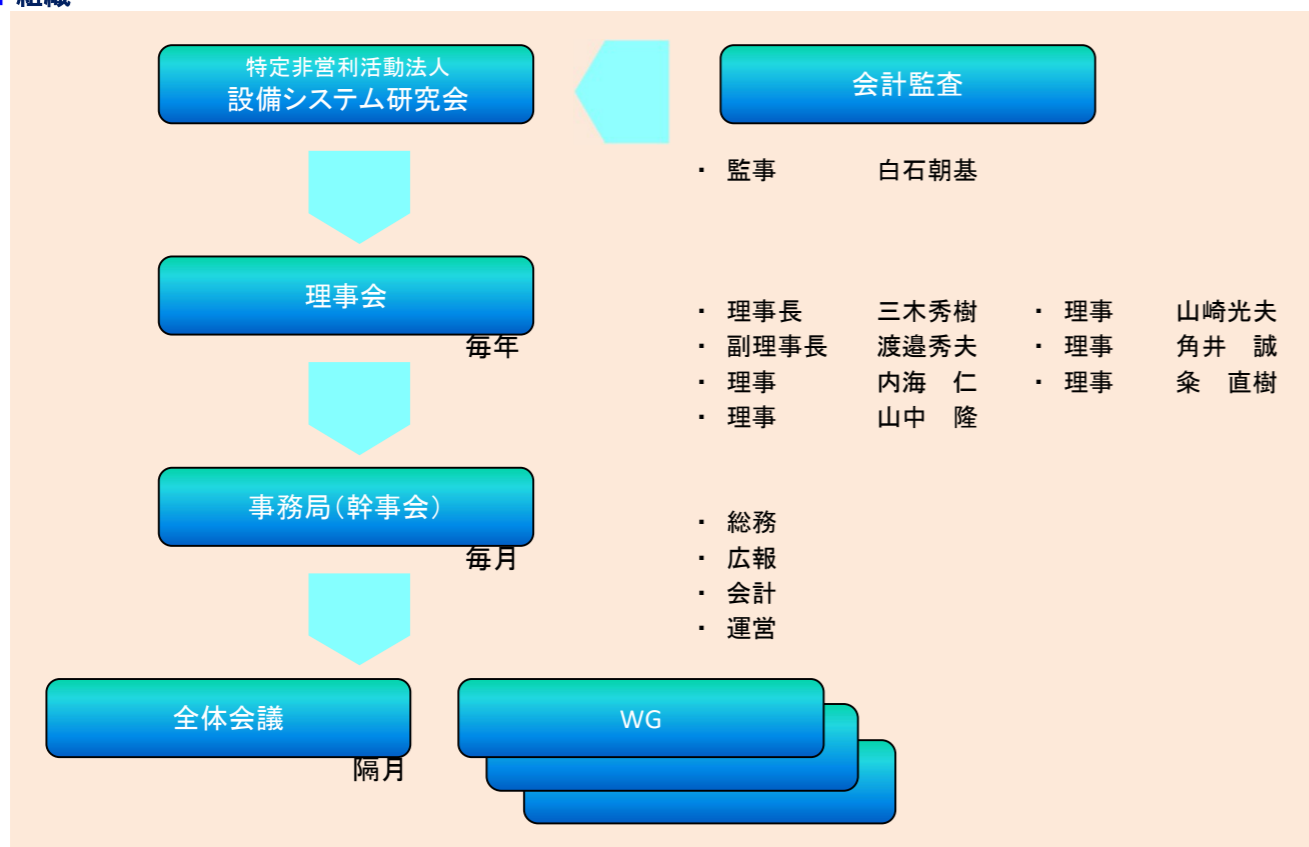 組織
特定非営利活動法人
設備システム研究会
会計監査
・ 監事 白石朝基
理事会
毎年
・ 理事長 三木秀樹 ・ 理事 山崎光夫
・ 副理事長 渡邉秀夫 ・ 理事 角井　誠
・ 理事 内海　仁 ・ 理事 粂　直樹
・ 理事 山中　隆
事務局（幹事会）
毎月
・ 総務
・ 広報
・ 会計
・ 運営
全体会議
隔月
WG